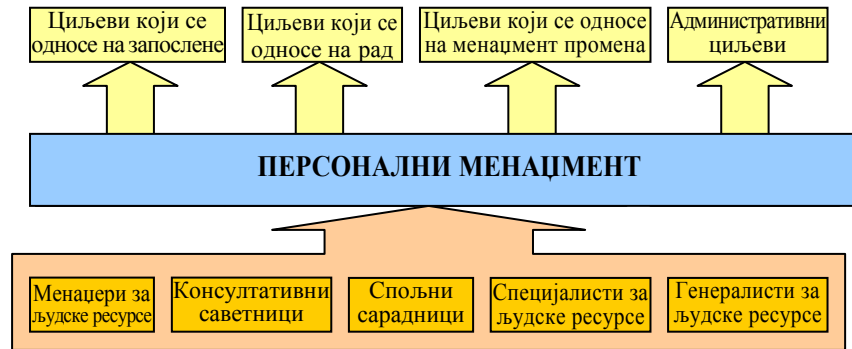 Циљеви који се
односе на запослене
Циљеви који се
односе на рад
Циљеви који се односе
на менаџмент промена
Административни
циљеви
ПЕРСОНАЛНИ МЕНАЏМЕНТ
Менаџери за
људске ресурсе
Консултативни
саветници
Спољни
сарадници
Специјалисти за
људске ресурсе
Генералисти за
људске ресурсе